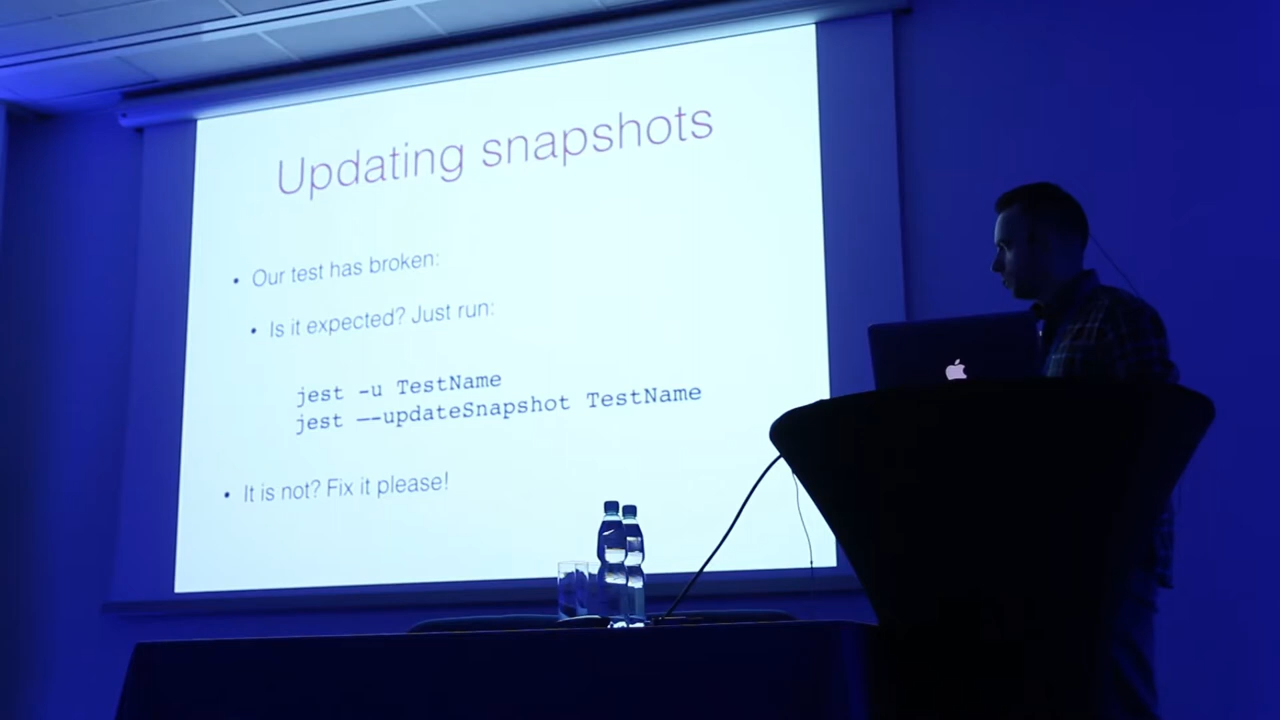 Updating snapshots
• Our test has broken:
• Is it expected? Just run:
jest -u TestName
jest --updateSnapshot TestName
• It is not? Fix it please!